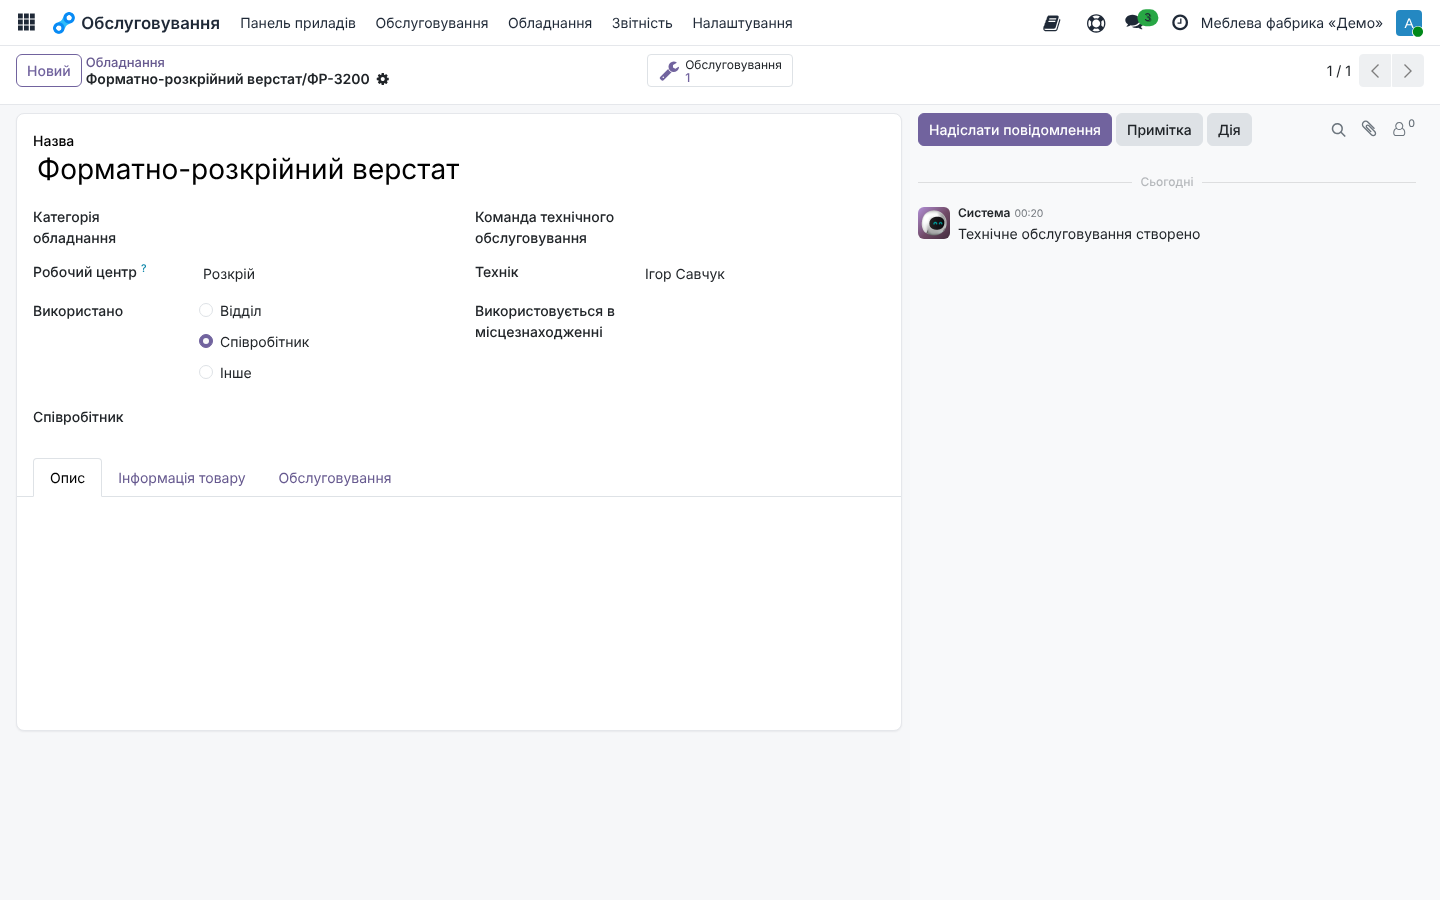 Обслуговування
Панель приладів
Обслуговування
Обладнання
Звітність
Налаштування
3
Меблева фабрика «Демо»
A
Новий
Обладнання
Форматно-розкрійний верстат/ФР-3200
Обслуговування
1
1 / 1
Назва
Форматно-розкрійний верстат
Категорія
обладнання
Команда технічного
обслуговування
Робочий центр ?
Розкрій
Технік
Ігор Савчук
Використано
Відділ
Співробітник
Інше
Використовується в
місцезнаходженні
Співробітник
Опис
Інформація товару
Обслуговування
Надіслати повідомлення
Примітка
Дія
0
Сьогодні
Система 00:20
Технічне обслуговування створено